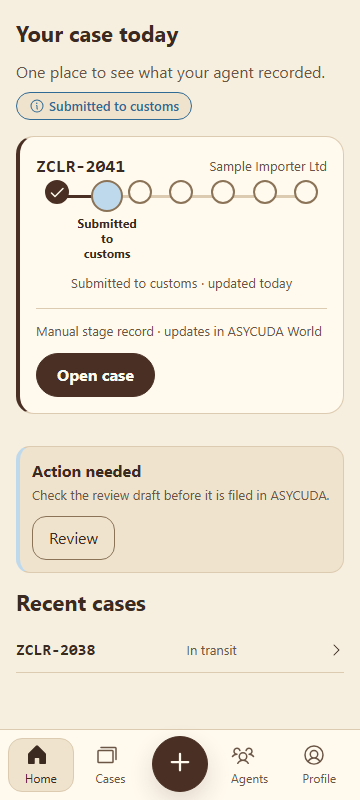 Your case today
One place to see what your agent recorded.
Submitted to customs
ZCLR-2041
Sample Importer Ltd
Submitted
to
customs
Submitted to customs · updated today
Manual stage record · updates in ASYCUDA World
Open case
Action needed
Check the review draft before it is filed in ASYCUDA.
Review
Recent cases
ZCLR-2038
In transit
Home
Cases
Agents
Profile